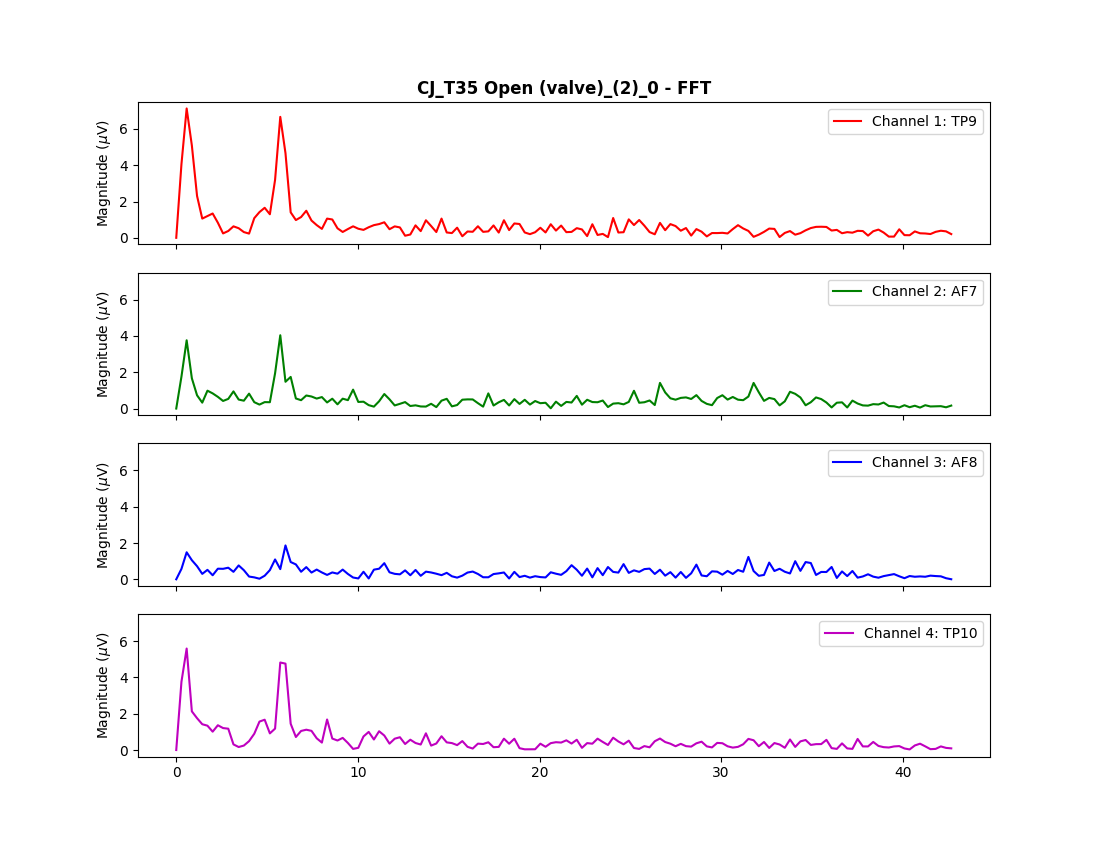 CJ_T35 Open (valve)_(2)_0 - FFT
Magnitude (μV)
6
4
2
0
Channel 1: TP9
Magnitude (μV)
6
4
2
0
Channel 2: AF7
Magnitude (μV)
6
4
2
0
Channel 3: AF8
Magnitude (μV)
6
4
2
0
Channel 4: TP10
0 10 20 30 40